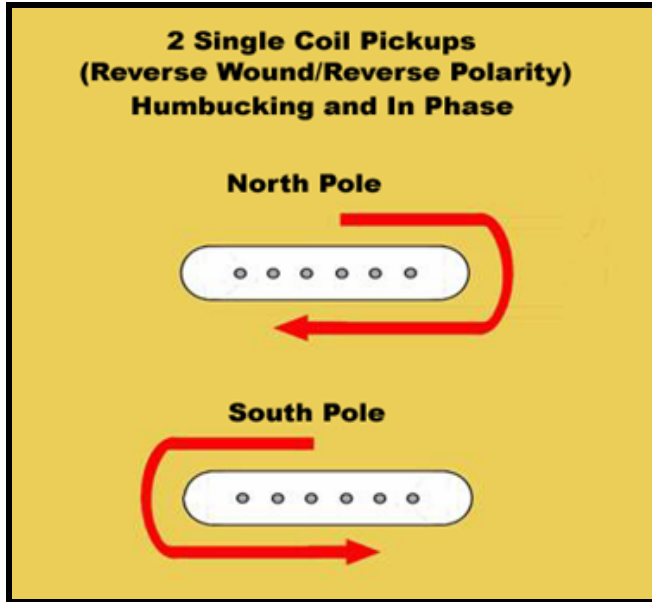 2 Single Coil Pickups
(Reverse Wound/Reverse Polarity)
Humbucking and In Phase
North Pole
South Pole